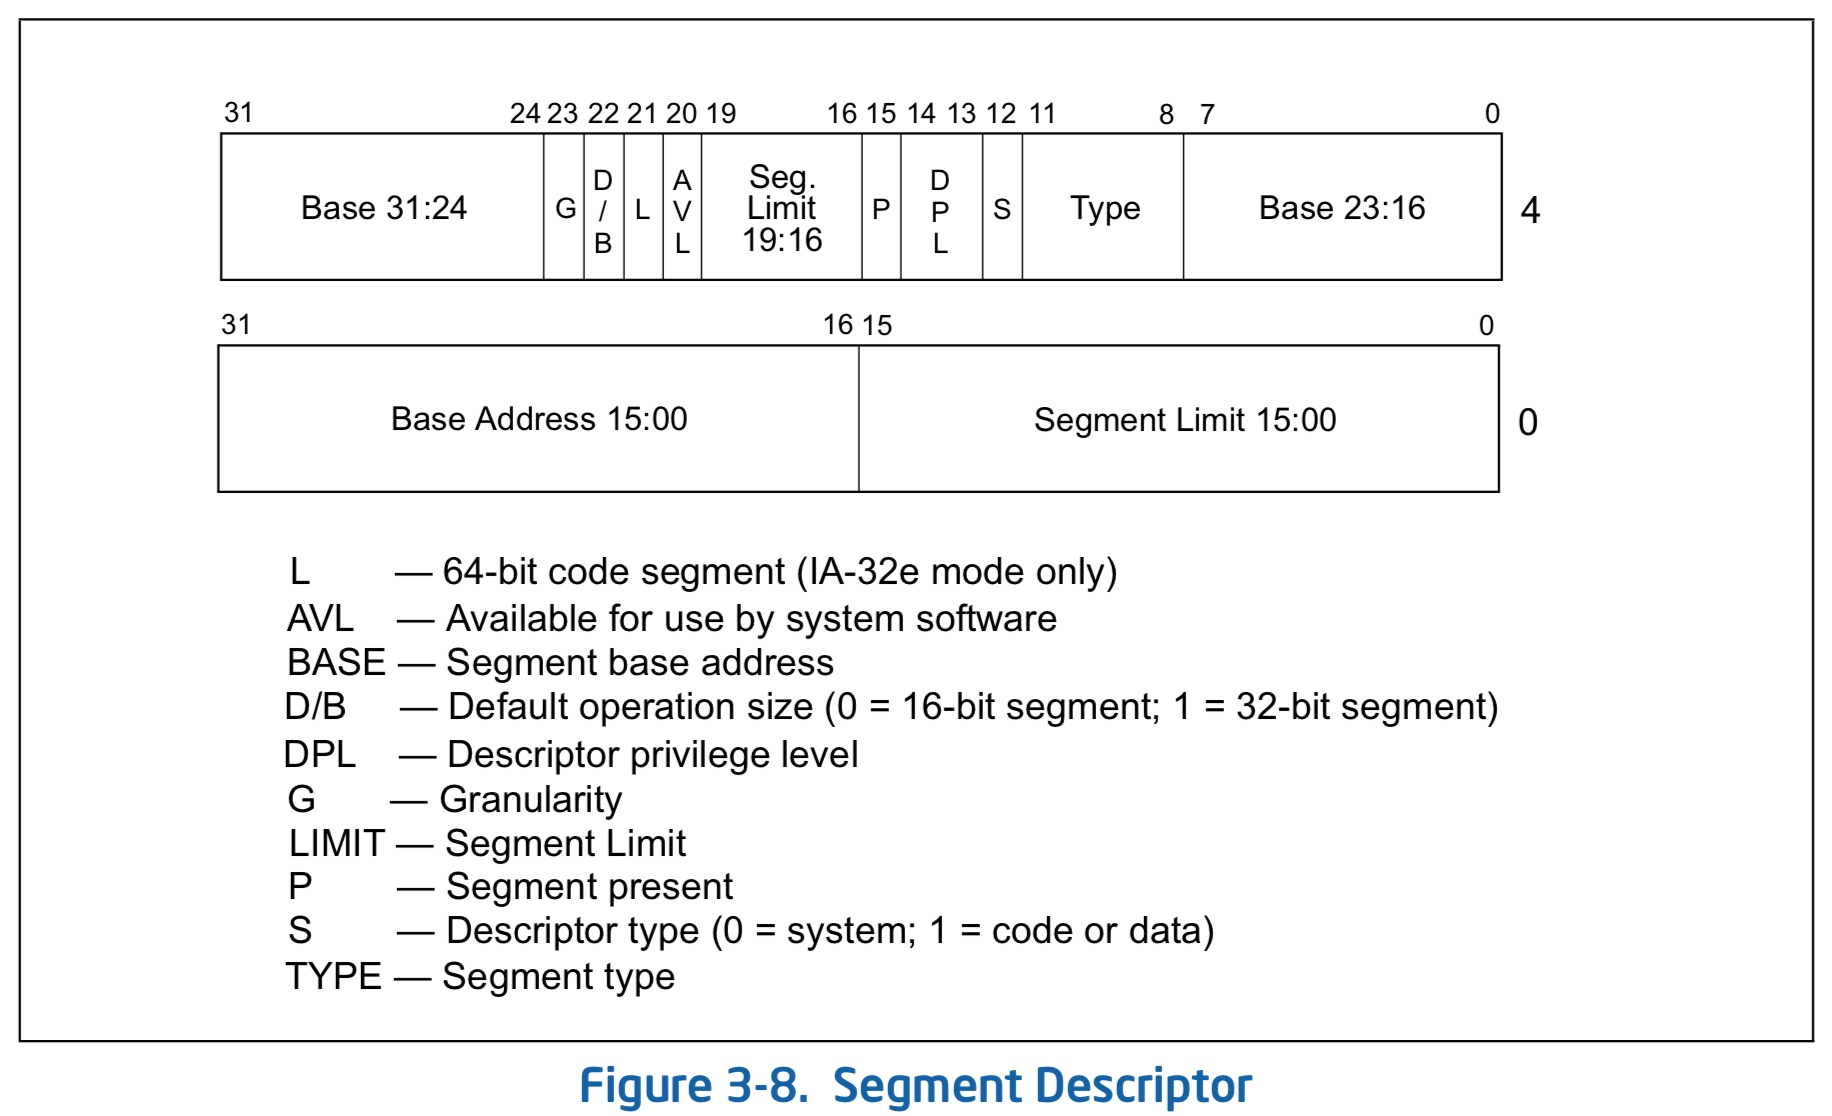 31 24 23 22 21 20 19 16 15 14 13 12 11 8 7 0
Base 31:24 G D/B L AVL Seg. Limit 19:16 P DPL S Type Base 23:16 4
31 16 15 0
Base Address 15:00 Segment Limit 15:00 0
L — 64-bit code segment (IA-32e mode only)
AVL — Available for use by system software
BASE — Segment base address
D/B — Default operation size (0 = 16-bit segment; 1 = 32-bit segment)
DPL — Descriptor privilege level
G — Granularity
LIMIT — Segment Limit
P — Segment present
S — Descriptor type (0 = system; 1 = code or data)
TYPE — Segment type
Figure 3-8. Segment Descriptor